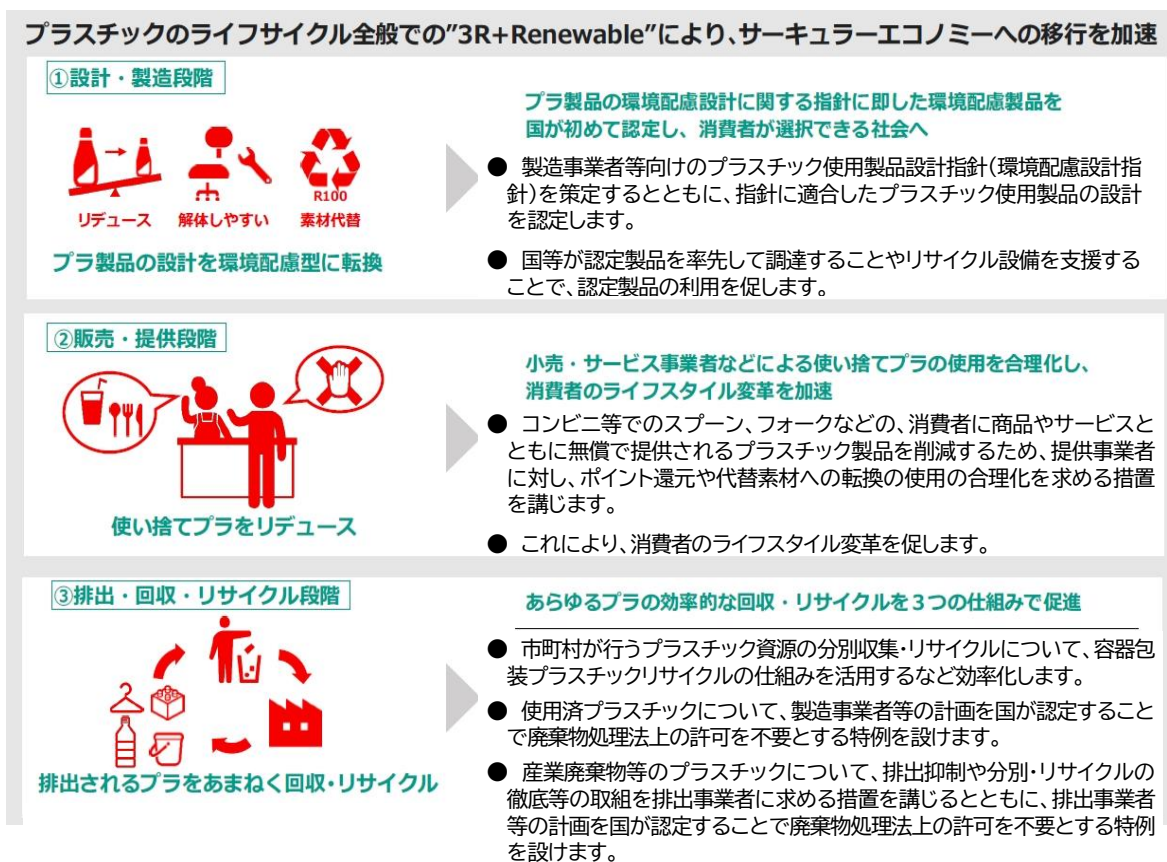 プラスチックのライフサイクル全般での”3R+Renewable”により、サーキュラーエコノミーへの移行を加速
①設計・製造段階
リデュース
解体しやすい
R100
素材代替
プラ製品の設計を環境配慮型に転換
プラ製品の環境配慮設計に関する指針に即した環境配慮製品を
国が初めて認定し、消費者が選択できる社会へ
● 製造事業者等向けのプラスチック使用製品設計指針(環境配慮設計指
針)を策定するとともに、指針に適合したプラスチック使用製品の設計
を認定します。
● 国等が認定製品を率先して調達することやリサイクル設備を支援する
ことで、認定製品の利用を促します。
②販売・提供段階
使い捨てプラをリデュース
小売・サービス事業者などによる使い捨てプラの使用を合理化し、
消費者のライフスタイル変革を加速
● コンビニ等でのスプーン、フォークなどの、消費者に商品やサービスと
ともに無償で提供されるプラスチック製品を削減するため、提供事業者
に対し、ポイント還元や代替素材への転換の使用の合理化を求める措置
を講じます。
● これにより、消費者のライフスタイル変革を促します。
③排出・回収・リサイクル段階
排出されるプラをあまねく回収・リサイクル
あらゆるプラの効率的な回収・リサイクルを3つの仕組みで促進
● 市町村が行うプラスチック資源の分別収集・リサイクルについて、容器包
装プラスチックリサイクルの仕組みを活用するなど効率化します。
● 使用済プラスチックについて、製造事業者等の計画を国が認定すること
で廃棄物処理法上の許可を不要とする特例を設けます。
● 産業廃棄物等のプラスチックについて、排出抑制や分別・リサイクルの
徹底等の取組を排出事業者に求める措置を講じるとともに、排出事業者
等の計画を国が認定することで廃棄物処理法上の許可を不要とする特例
を設けます。